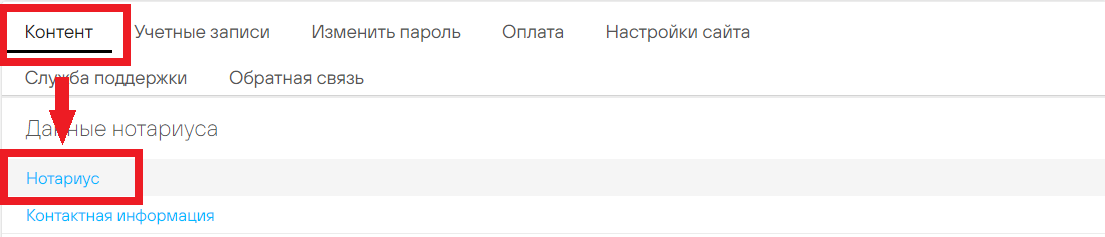 Контент Учетные записи Изменить пароль Оплата Настройки сайта
Служба поддержки Обратная связь
Данные нотариуса
Нотариус
Контактная информация